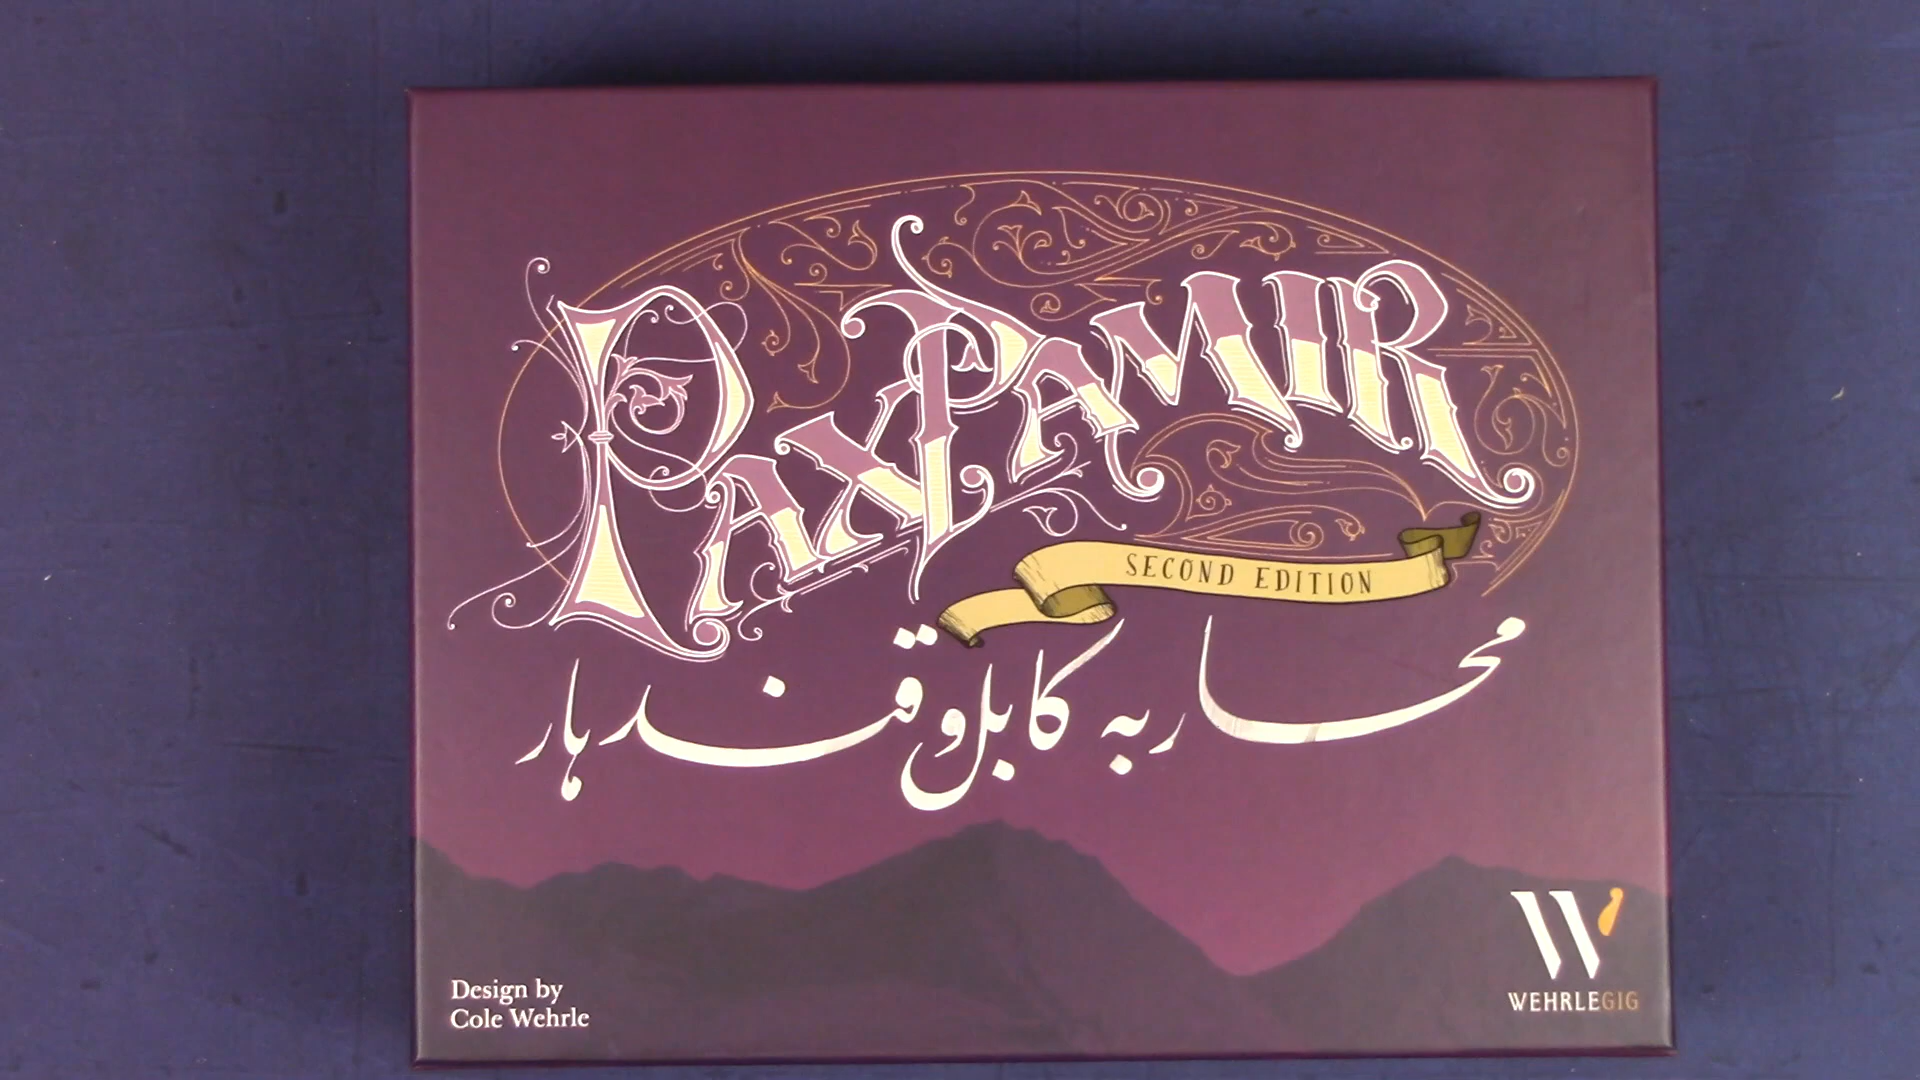 PAX PAMIR
SECOND EDITION
محاربه کابل و قندهار
Design by
Cole Wehrle
W
WEHRLEGIG